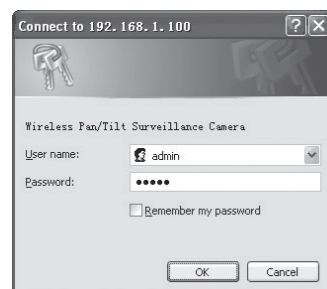 Connect to 192.168.1.100
Wireless Pan/Tilt Surveillance Camera
User name:
admin
Password:
•••••
Remember my password
OK
Cancel